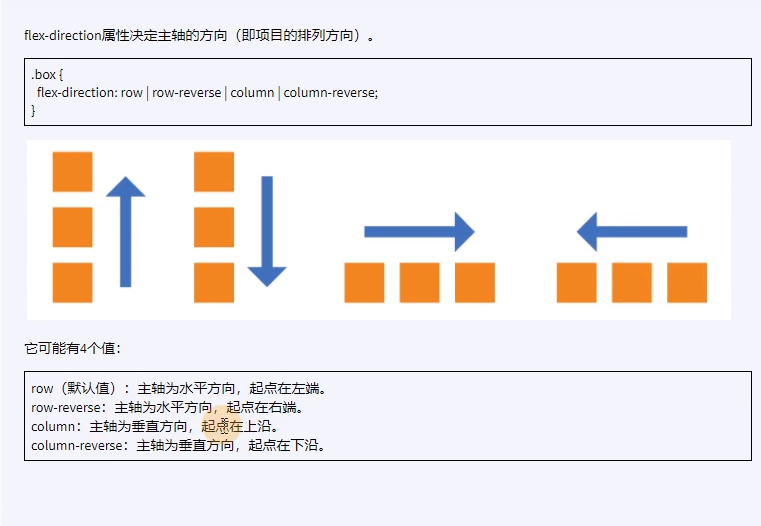 flex-direction属性决定主轴的方向（即项目的排列方向）。
.box {
flex-direction: row | row-reverse | column | column-reverse;
}
它可能有4个值：
row（默认值）：主轴为水平方向，起点在左端。
row-reverse：主轴为水平方向，起点在右端。
column：主轴为垂直方向，起点在上沿。
column-reverse：主轴为垂直方向，起点在下沿。